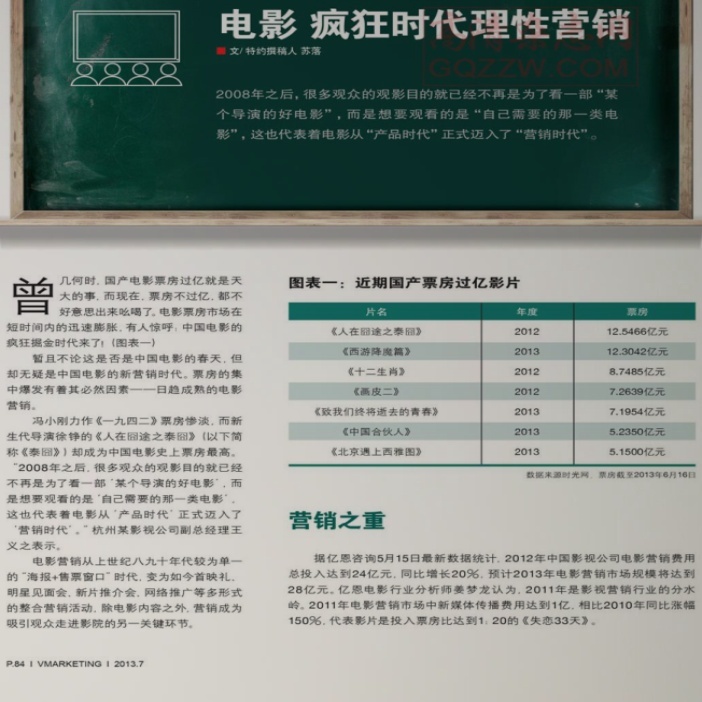 电影 疯狂时代理性营销
GQZZW.COM
文/ 特约撰稿人 苏落
2008年之后，很多观众的观影目的就已经不再是为了看一部“某
个导演的好电影”，而是想要观看的是“自己需要的那一类电
影”，这也代表着电影从“产品时代”正式迈入了“营销时代”。
曾几何时，国产电影票房过亿就是天
大的事，而现在，票房不过亿，都不
好意思出来吆喝了。电影票房市场在
短时间内的迅速膨胀，有人惊呼：中国电影的
疯狂掘金时代来了！(图表一)
暂且不论这是否是中国电影的春天，但
却无疑是中国电影的新营销时代。票房的集
中爆发有着其必然因素——日趋成熟的电影
营销。
冯小刚力作《一九四二》票房惨淡，而新
生代导演徐铮的《人在囧途之泰囧》(以下简
称《泰囧》) 却成为中国电影史上票房最高。
“2008年之后，很多观众的观影目的就已经
不再是为了看一部‘某个导演的好电影’，而
是想要观看的是‘自己需要的那一类电影’，
这也代表着电影从‘产品时代’正式迈入了
‘营销时代’。”杭州某影视公司副总经理王
义之表示。
电影营销从上世纪八九十年代较为单一
的“海报+售票窗口”时代，变为如今首映礼、
明星见面会、新片推介会、网络推广等多形式
的整合营销活动，除电影内容之外，营销成为
吸引观众走进影院的另一关键环节。
图表一：近期国产票房过亿影片
片名 年度 票房
《人在囧途之泰囧》 2012 12.5466亿元
《西游降魔篇》 2013 12.3042亿元
《十二生肖》 2012 8.7485亿元
《画皮二》 2012 7.2639亿元
《致我们终将逝去的青春》 2013 7.1954亿元
《中国合伙人》 2013 5.2350亿元
《北京遇上西雅图》 2013 5.1500亿元
数据来源时光网，票房截至2013年6月16日
营销之重
据亿恩咨询5月15日最新数据统计，2012年中国影视公司电影营销费用
总投入达到24亿元，同比增长20%，预计2013年电影营销市场规模将达到
28亿元。亿恩电影行业分析师姜梦龙认为，2011年是影视营销行业的分水
岭。2011年电影营销市场中新媒体传播费用达到1亿，相比2010年同比涨幅
150%，代表影片是投入票房比达到1：20的《失恋33天》。
P.84 I VMARKETING I 2013.7